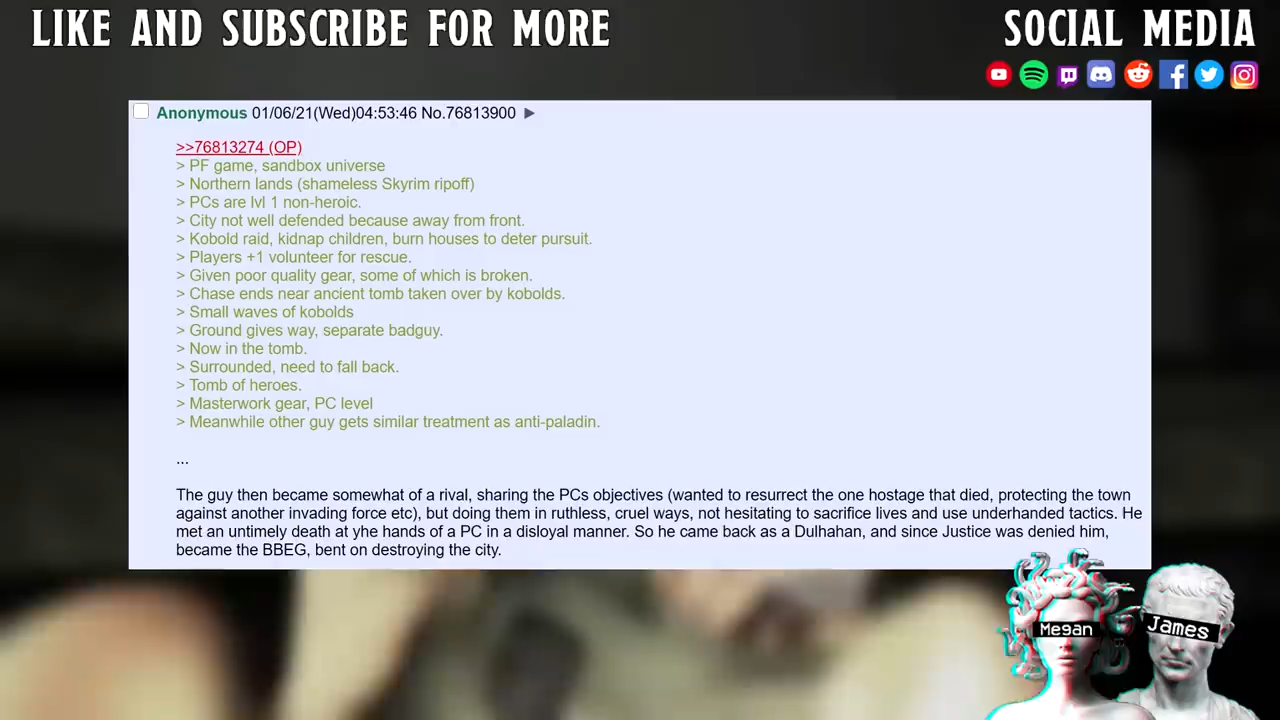 LIKE AND SUBSCRIBE FOR MORE
SOCIAL MEDIA
Anonymous 01/06/21(Wed)04:53:46 No.76813900 ▶
>>76813274 (OP)
> PF game, sandbox universe
> Northern lands (shameless Skyrim ripoff)
> PCs are lvl 1 non-heroic.
> City not well defended because away from front.
> Kobold raid, kidnap children, burn houses to deter pursuit.
> Players +1 volunteer for rescue.
> Given poor quality gear, some of which is broken.
> Chase ends near ancient tomb taken over by kobolds.
> Small waves of kobolds
> Ground gives way, separate badguy.
> Now in the tomb.
> Surrounded, need to fall back.
> Tomb of heroes.
> Masterwork gear, PC level
> Meanwhile other guy gets similar treatment as anti-paladin.
...
The guy then became somewhat of a rival, sharing the PCs objectives (wanted to resurrect the one hostage that died, protecting the town
against another invading force etc), but doing them in ruthless, cruel ways, not hesitating to sacrifice lives and use underhanded tactics. He
met an untimely death at yhe hands of a PC in a disloyal manner. So he came back as a Dulhahan, and since Justice was denied him,
became the BBEG, bent on destroying the city.
Megan
James